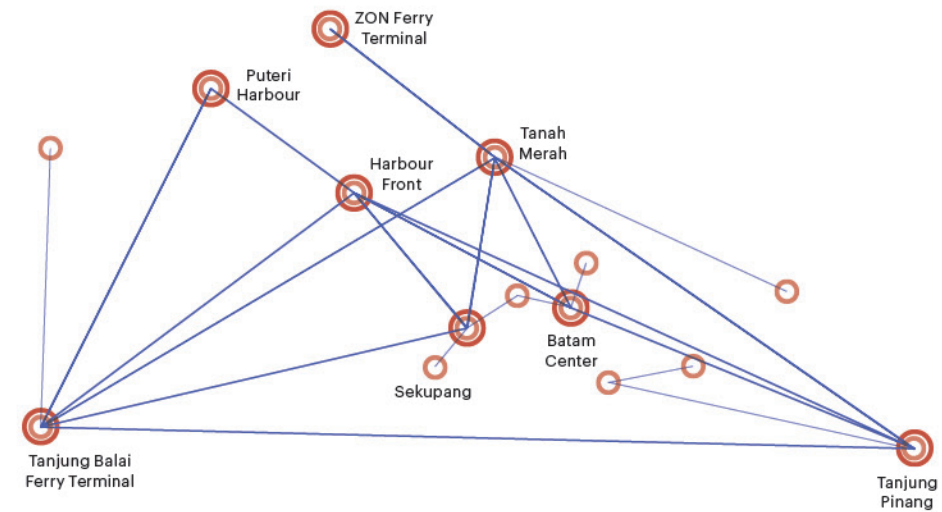 ZON Ferry
Terminal
Puteri
Harbour
Tanah
Merah
Harbour
Front
Batam
Center
Sekupang
Tanjung Balai
Ferry Terminal
Tanjung
Pinang